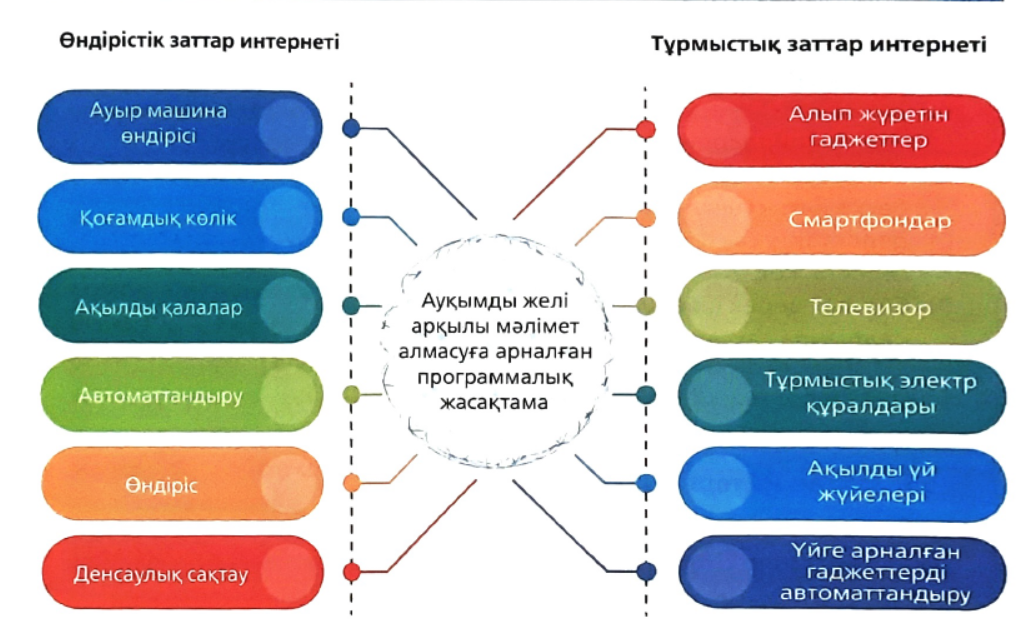 Өндірістік заттар интернеті
Ауыр машина
өндірісі
Қоғамдық көлік
Ақылды қалалар
Автоматтандыру
Өндіріс
Денсаулық сақтау
Ауқымды желі
арқылы мәлімет
алмасуға арналған
программалық
жасақтама
Тұрмыстық заттар интернеті
Алып жүретін
гаджеттер
Смартфондар
Телевизор
Тұрмыстық электр
құралдары
Ақылды үй
жүйелері
Үйге арналған
гаджеттерді
автоматтандыру